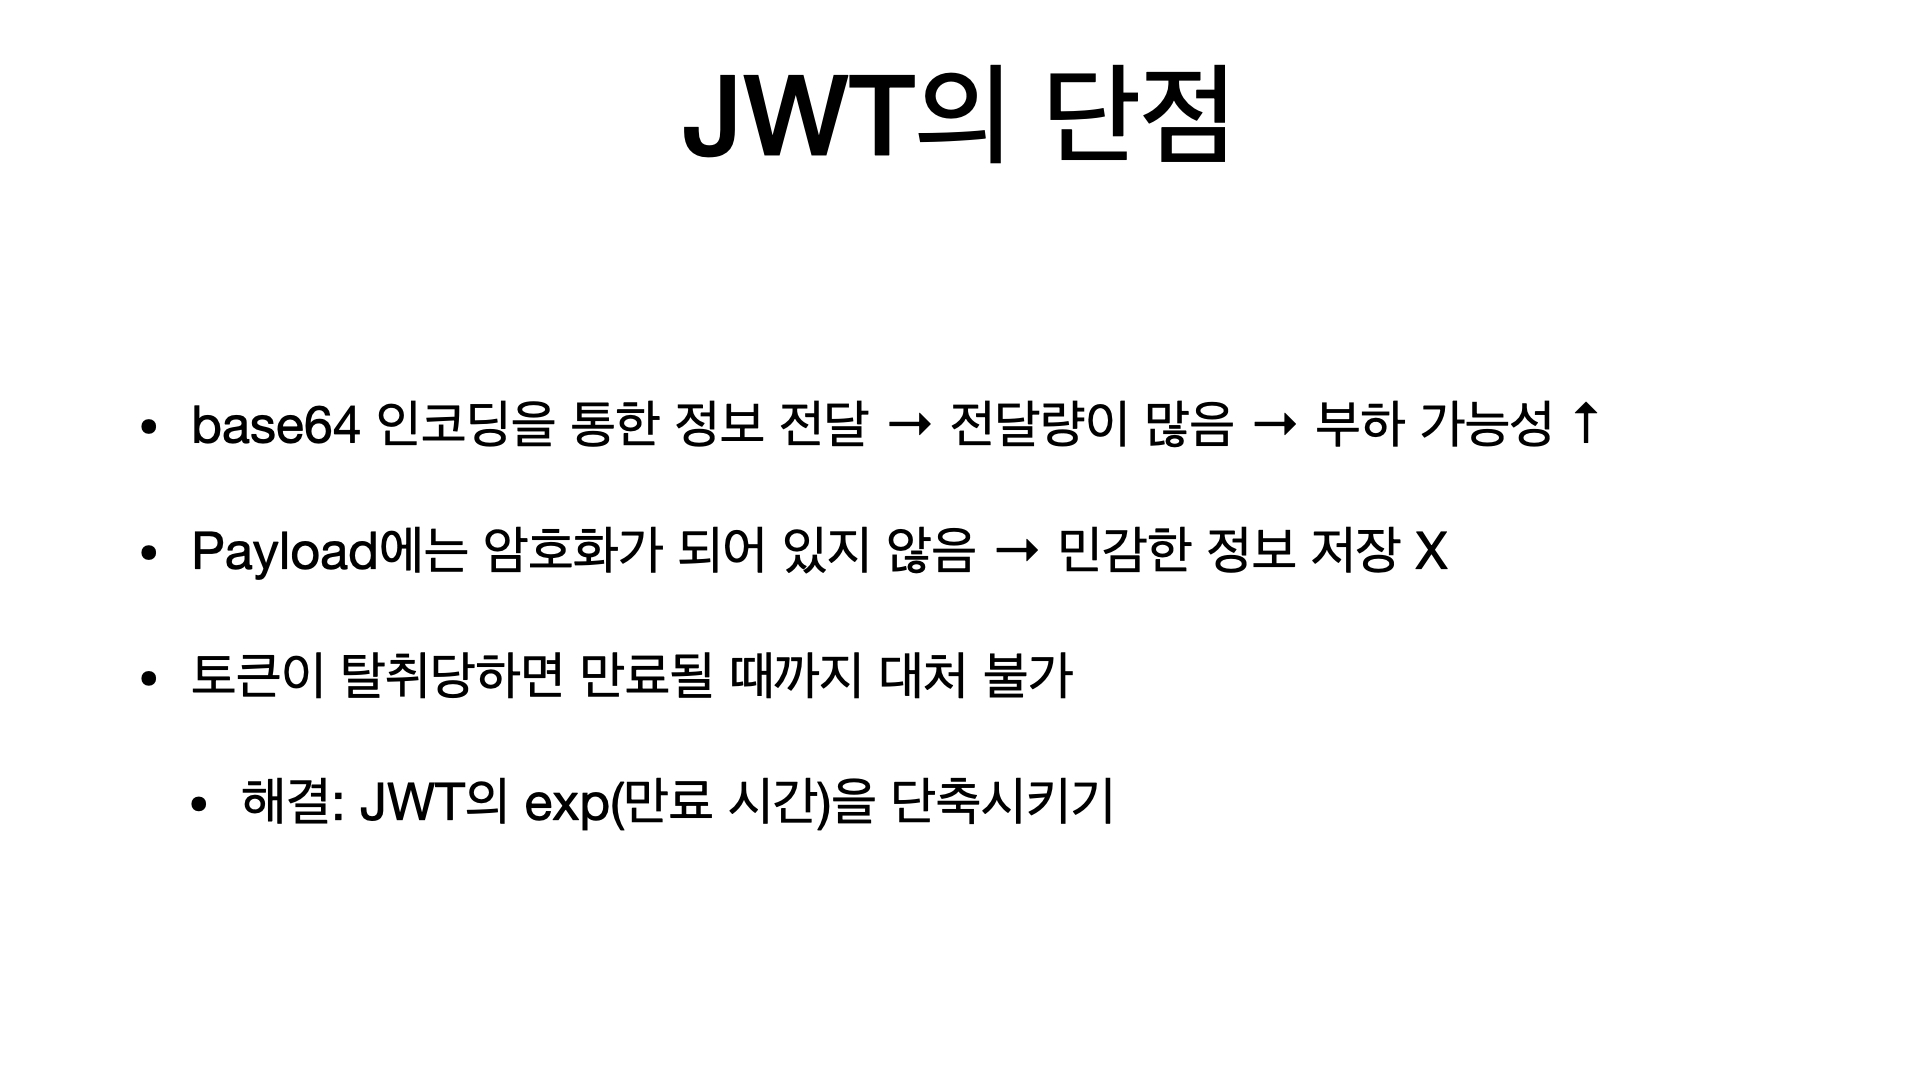 JWT의 단점
• base64 인코딩을 통한 정보 전달 → 전달량이 많음 → 부하 가능성 ↑
• Payload에는 암호화가 되어 있지 않음 → 민감한 정보 저장 X
• 토큰이 탈취당하면 만료될 때까지 대처 불가
• 해결: JWT의 exp(만료 시간)을 단축시키기